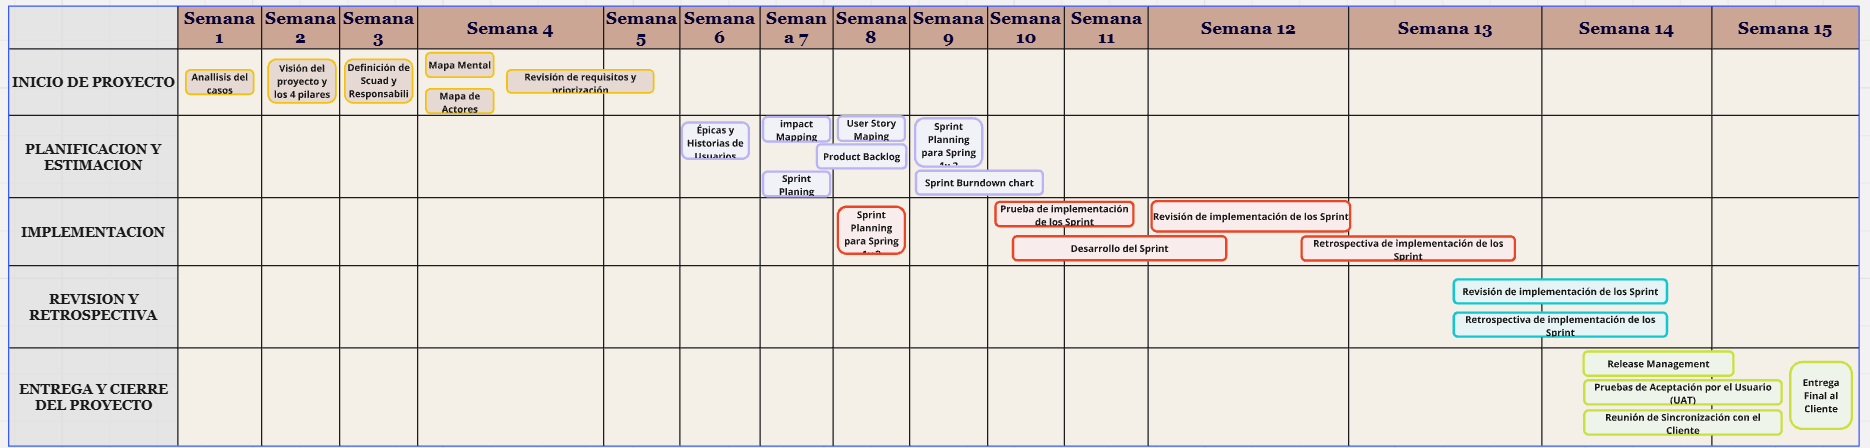 Semana
1
Semana
2
Semana
3
Semana 4
Semana
5
Semana
6
Seman
a 7
Semana
8
Semana
9
Semana
10
Semana
11
Semana 12
Semana 13
Semana 14
Semana 15
INICIO DE PROYECTO
Anallisis del
casos
Visión del
proyecto y
los 4 pilares
Definición de
Scuad y
Responsabili
Mapa Mental
Mapa de
Actores
Revisión de requisitos y
priorización
PLANIFICACION Y
ESTIMACION
Épicas y
Historias de
Usuarios
impact
Mapping
User Story
Maping
Product Backlog
Sprint
Planing
Sprint
Planning
para Spring
Sprint Burndown chart
IMPLEMENTACION
Sprint
Planning
para Spring
Prueba de implementación
de los Sprint
Desarrollo del Sprint
Revisión de implementación de los Sprint
Retrospectiva de implementación de los
Sprint
REVISION Y
RETROSPECTIVA
Revisión de implementación de los Sprint
Retrospectiva de implementación de los
Sprint
ENTREGA Y CIERRE
DEL PROYECTO
Release Management
Pruebas de Aceptación por el Usuario
(UAT)
Reunión de Sincronización con el
Cliente
Entrega
Final al
Cliente